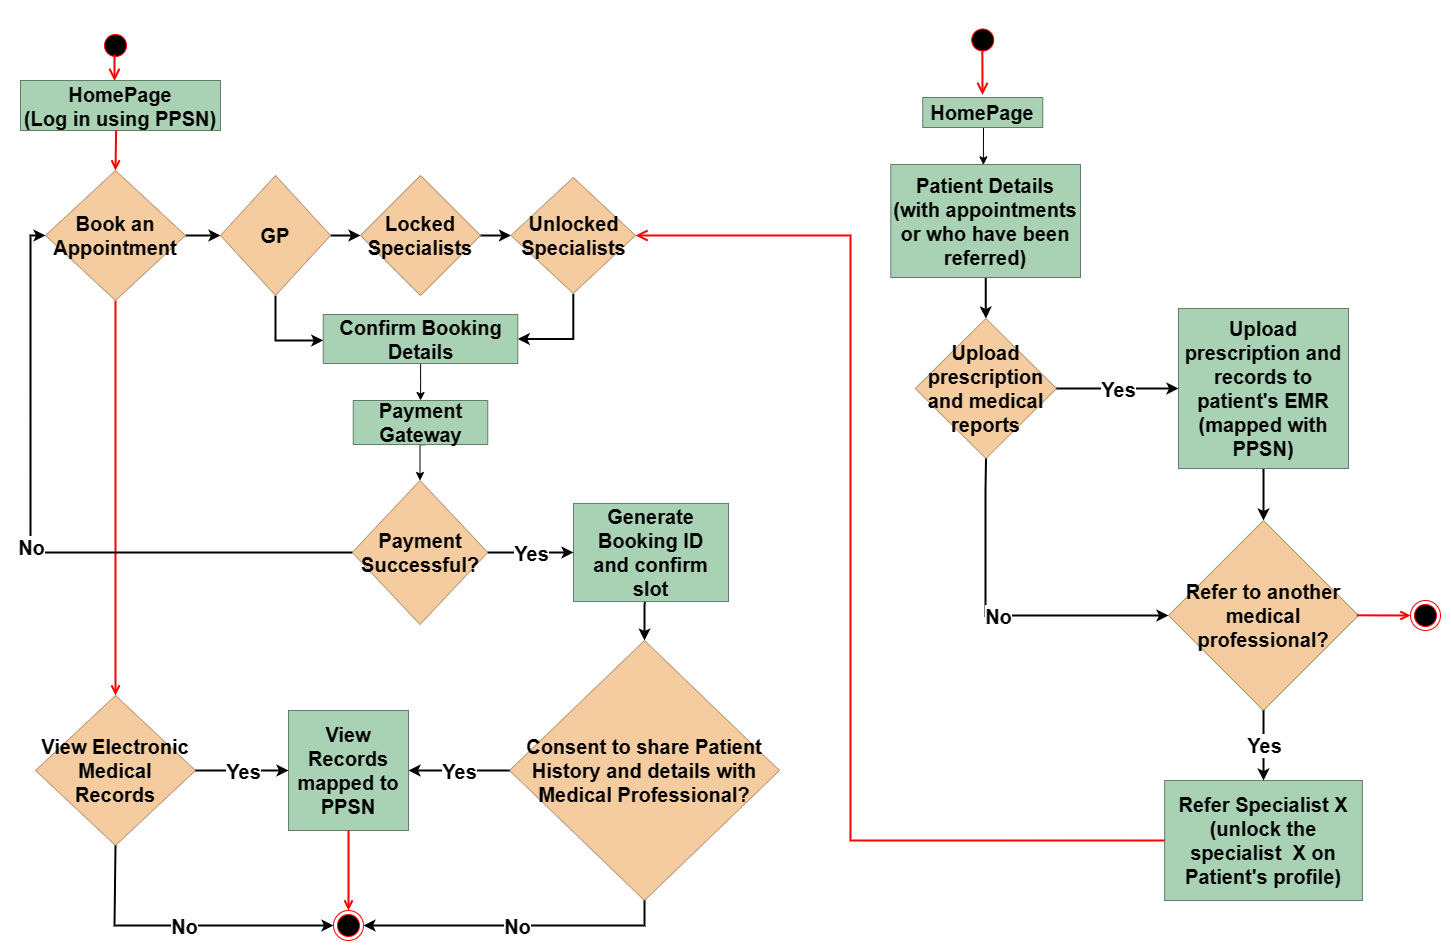 HomePage
(Log in using PPSN)
Book an
Appointment
GP
Locked
Specialists
Unlocked
Specialists
Confirm Booking
Details
Payment
Gateway
Payment
Successful?
No
Yes
Generate
Booking ID
and confirm
slot
Consent to share Patient
History and details with
Medical Professional?
Yes
No
View Electronic
Medical
Records
Yes
No
View
Records
mapped to
PPSN
HomePage
Patient Details
(with appointments
or who have been
referred)
Upload
prescription
and medical
reports
Yes
No
Upload
prescription and
records to
patient's EMR
(mapped with
PPSN)
Refer to another
medical
professional?
Yes
Refer Specialist X
(unlock the
specialist X on
Patient's profile)